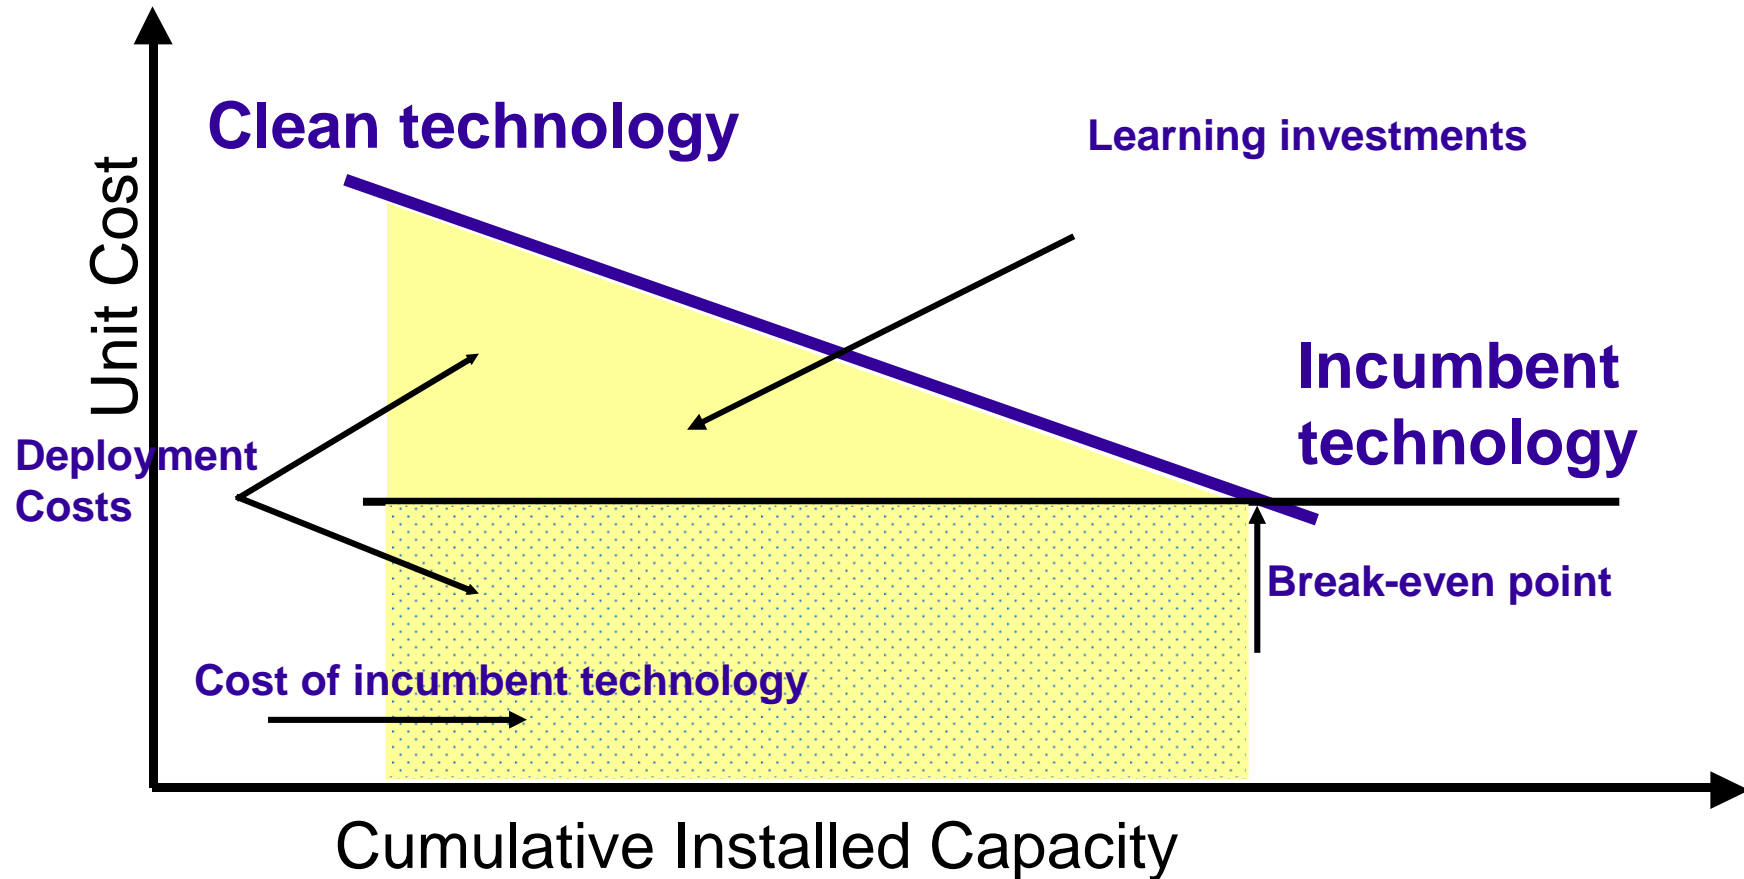 Clean technology
Learning investments
Unit Cost
Incumbent
technology
Deployment
Costs
Break-even point
Cost of incumbent technology
Cumulative Installed Capacity